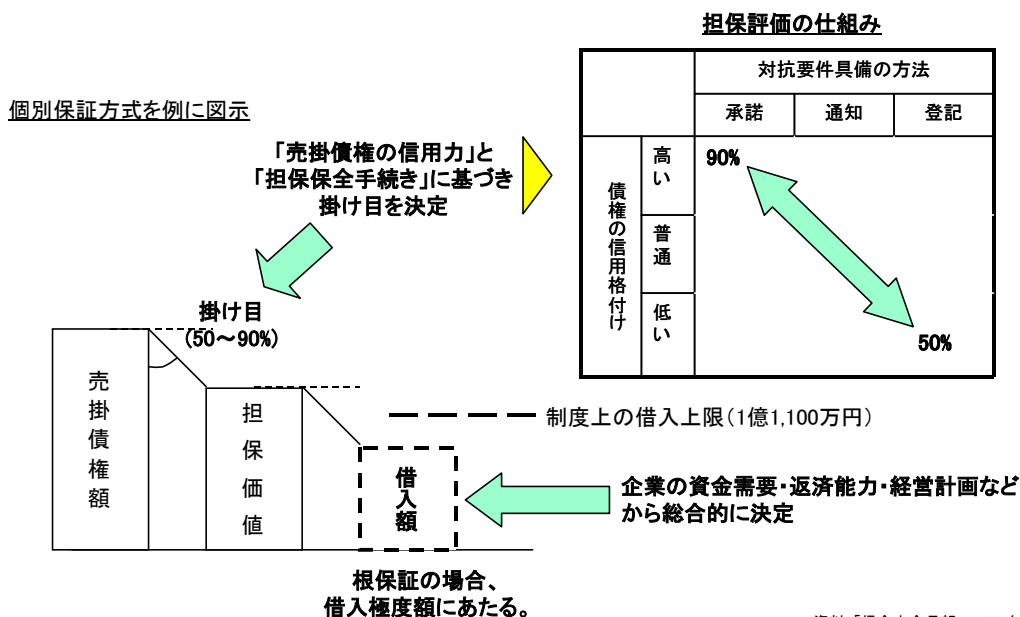 担保評価の仕組み
対抗要件具備の方法
承諾 通知 登記
債権の信用格付け
高い
普通
低い
90%
50%
個別保証方式を例に図示
「売掛債権の信用力」と
「担保保全手続き」に基づき
掛け目を決定
掛け目
(50～90%)
売掛債権額
担保価値
借入額
制度上の借入上限(1億1,100万円)
企業の資金需要・返済能力・経営計画など
から総合的に決定
根保証の場合、
借入極度額にあたる。